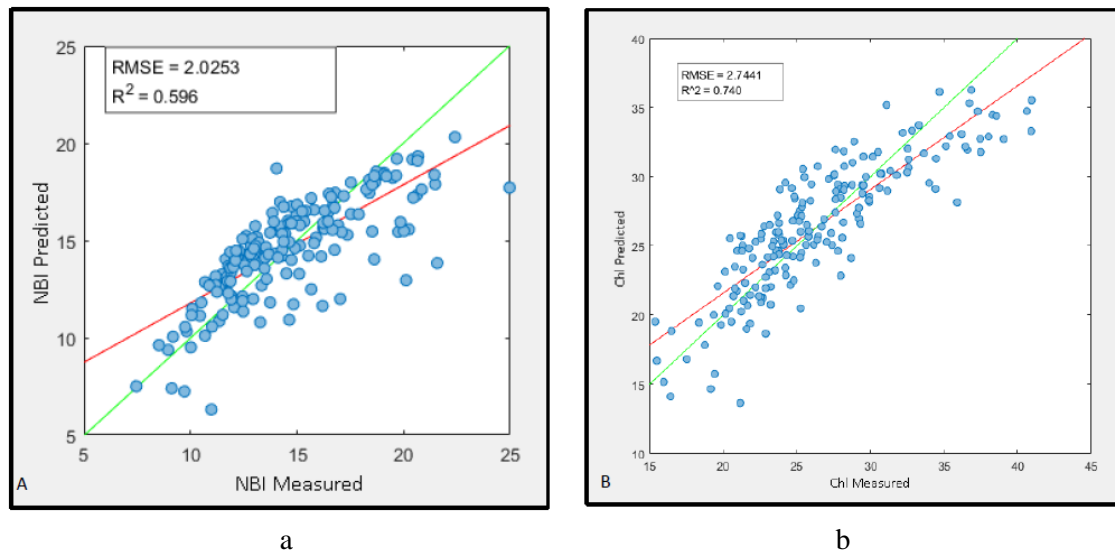 25
20
15
10
5
5
10
15
20
25
NBI Predicted
NBI Measured
RMSE = 2.0253
R² = 0.596
A
a
40
35
30
25
20
15
10
15
20
25
30
35
40
45
Chl Predicted
Chl Measured
RMSE = 2.7441
R^2 = 0.740
B
b